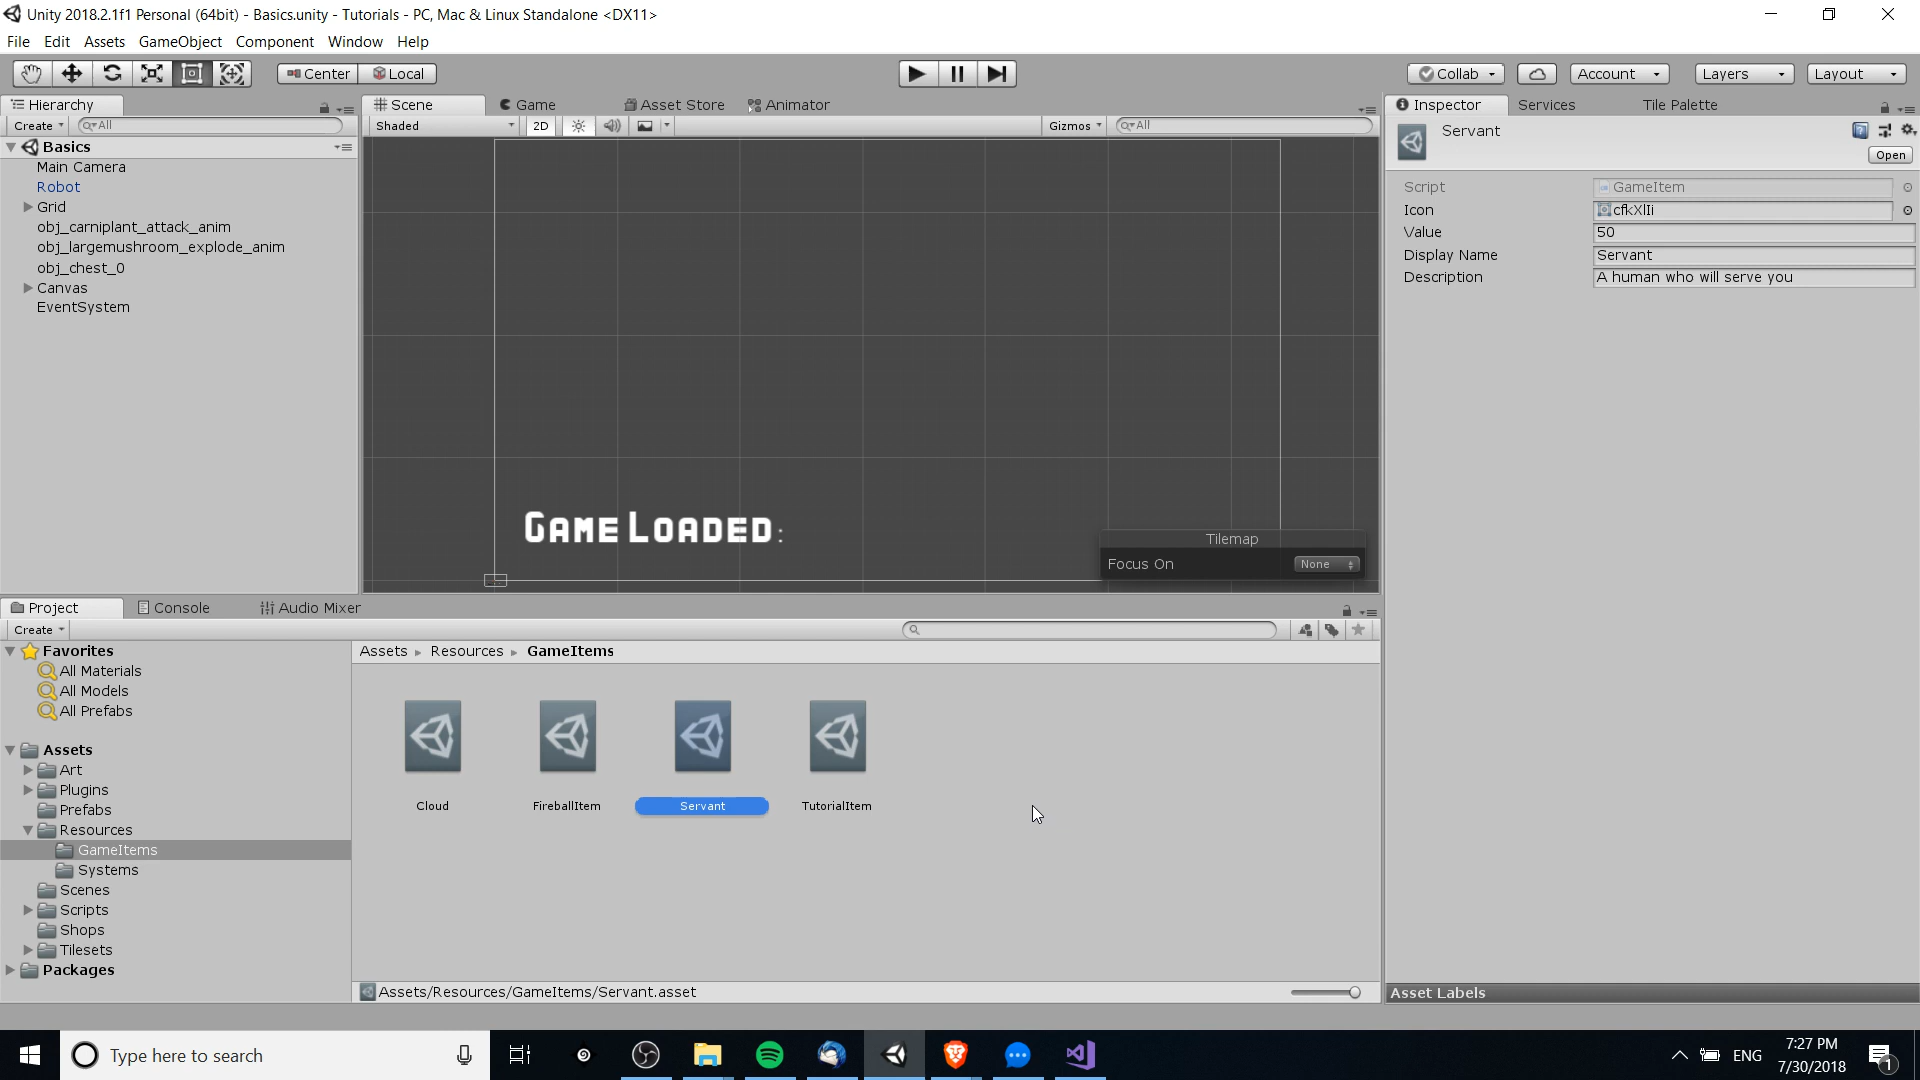 Unity 2018.2.1f1 Personal (64bit) - Basics.unity - Tutorials - PC, Mac & Linux Standalone <DX11>
File Edit Assets GameObject Component Window Help
Center Local Collab Account Layers Layout
Hierarchy
Create All
Basics
Main Camera
Robot
Grid
obj_carniplant_attack_anim
obj_largemushroom_explode_anim
obj_chest_0
Canvas
EventSystem
Scene Game Asset Store Animator
Shaded 2D Gizmos All
GAME LOADED:
Tilemap
Focus On None
Inspector Services Tile Palette
Servant
Open
Script GameItem
Icon cfkXlIi
Value 50
Display Name Servant
Description A human who will serve you
Asset Labels
Project Console Audio Mixer
Create
Favorites
All Materials
All Models
All Prefabs
Assets
Art
Plugins
Prefabs
Resources
GameItems
Systems
Scenes
Scripts
Shops
Tilesets
Packages
Assets Resources GameItems
Cloud FireballItem Servant TutorialItem
Assets/Resources/GameItems/Servant.asset
Type here to search
ENG
7:27 PM
7/30/2018
1